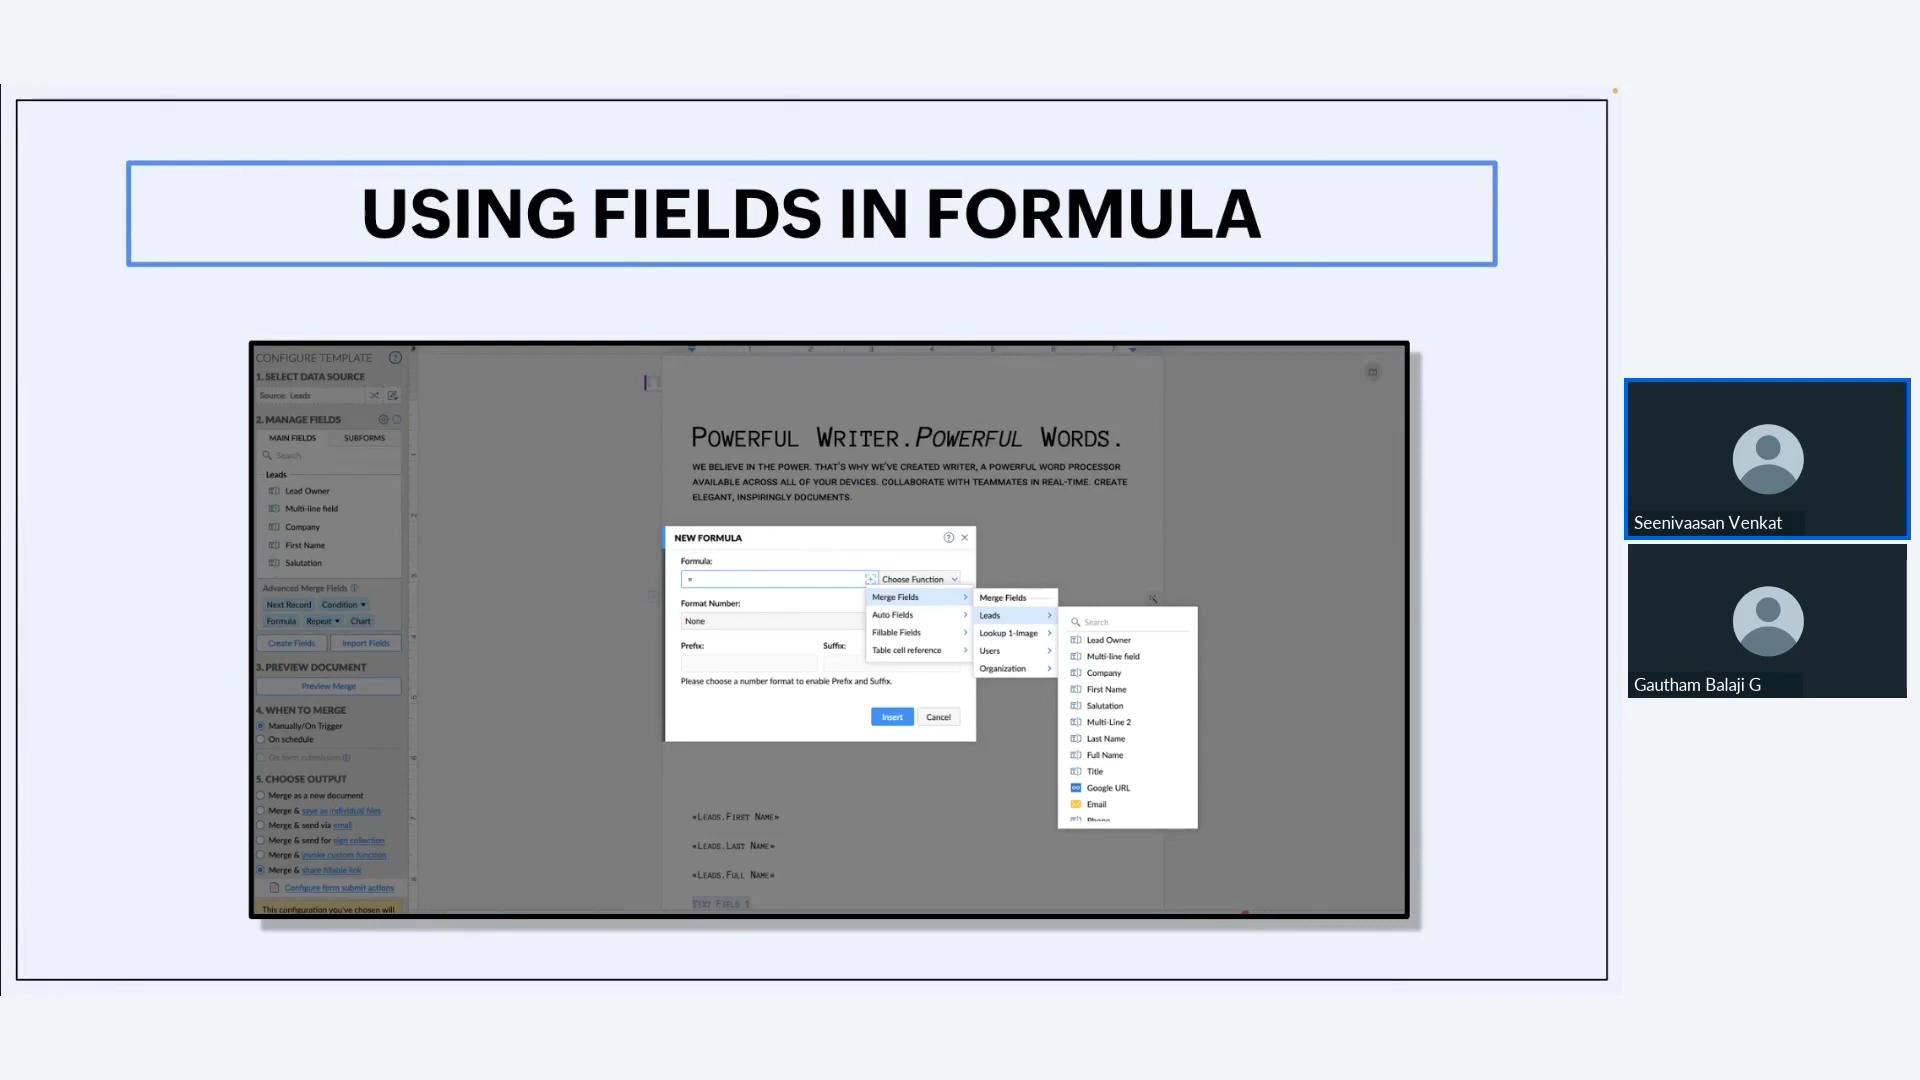 USING FIELDS IN FORMULA
CONFIGURE TEMPLATE
1. SELECT DATA SOURCE
Source: Leads
2. MANAGE FIELDS
MAIN FIELDS SUBFORMS
Search
Leads
Lead Owner
Multi-line field
Company
First Name
Salutation
Advanced Merge Fields
Next Record Condition
Formula Repeat Chart
Create Fields Import Fields
3. PREVIEW DOCUMENT
Preview Merge
4. WHEN TO MERGE
Manually/On Trigger
On schedule
On form submission
5. CHOOSE OUTPUT
Merge as a new document
Merge & save as individual files
Merge & send via email
Merge & send for sign collection
Merge & invoke custom function
Merge & share fillable link
Configure form submit actions
This configuration you've chosen will
POWERFUL WRITER.POWERFUL WORDS.
WE BELIEVE IN THE POWER. THAT'S WHY WE'VE CREATED WRITER, A POWERFUL WORD PROCESSOR
AVAILABLE ACROSS ALL OF YOUR DEVICES. COLLABORATE WITH TEAMMATES IN REAL-TIME. CREATE
ELEGANT, INSPIRINGLY DOCUMENTS.
NEW FORMULA
Formula:
= Choose Function
Format Number:
None
Prefix: Suffix:
Please choose a number format to enable Prefix and Suffix.
Insert Cancel
Merge Fields
Auto Fields
Fillable Fields
Table cell reference
Merge Fields
Leads
Lookup 1-Image
Users
Organization
Search
Lead Owner
Multi-line field
Company
First Name
Salutation
Multi-Line 2
Last Name
Full Name
Title
Google URL
Email
Phone
«LEADS.FIRST NAME»
«LEADS.LAST NAME»
«LEADS.FULL NAME»
TEXT FIELD 1
Seenivaasan Venkat
Gautham Balaji G